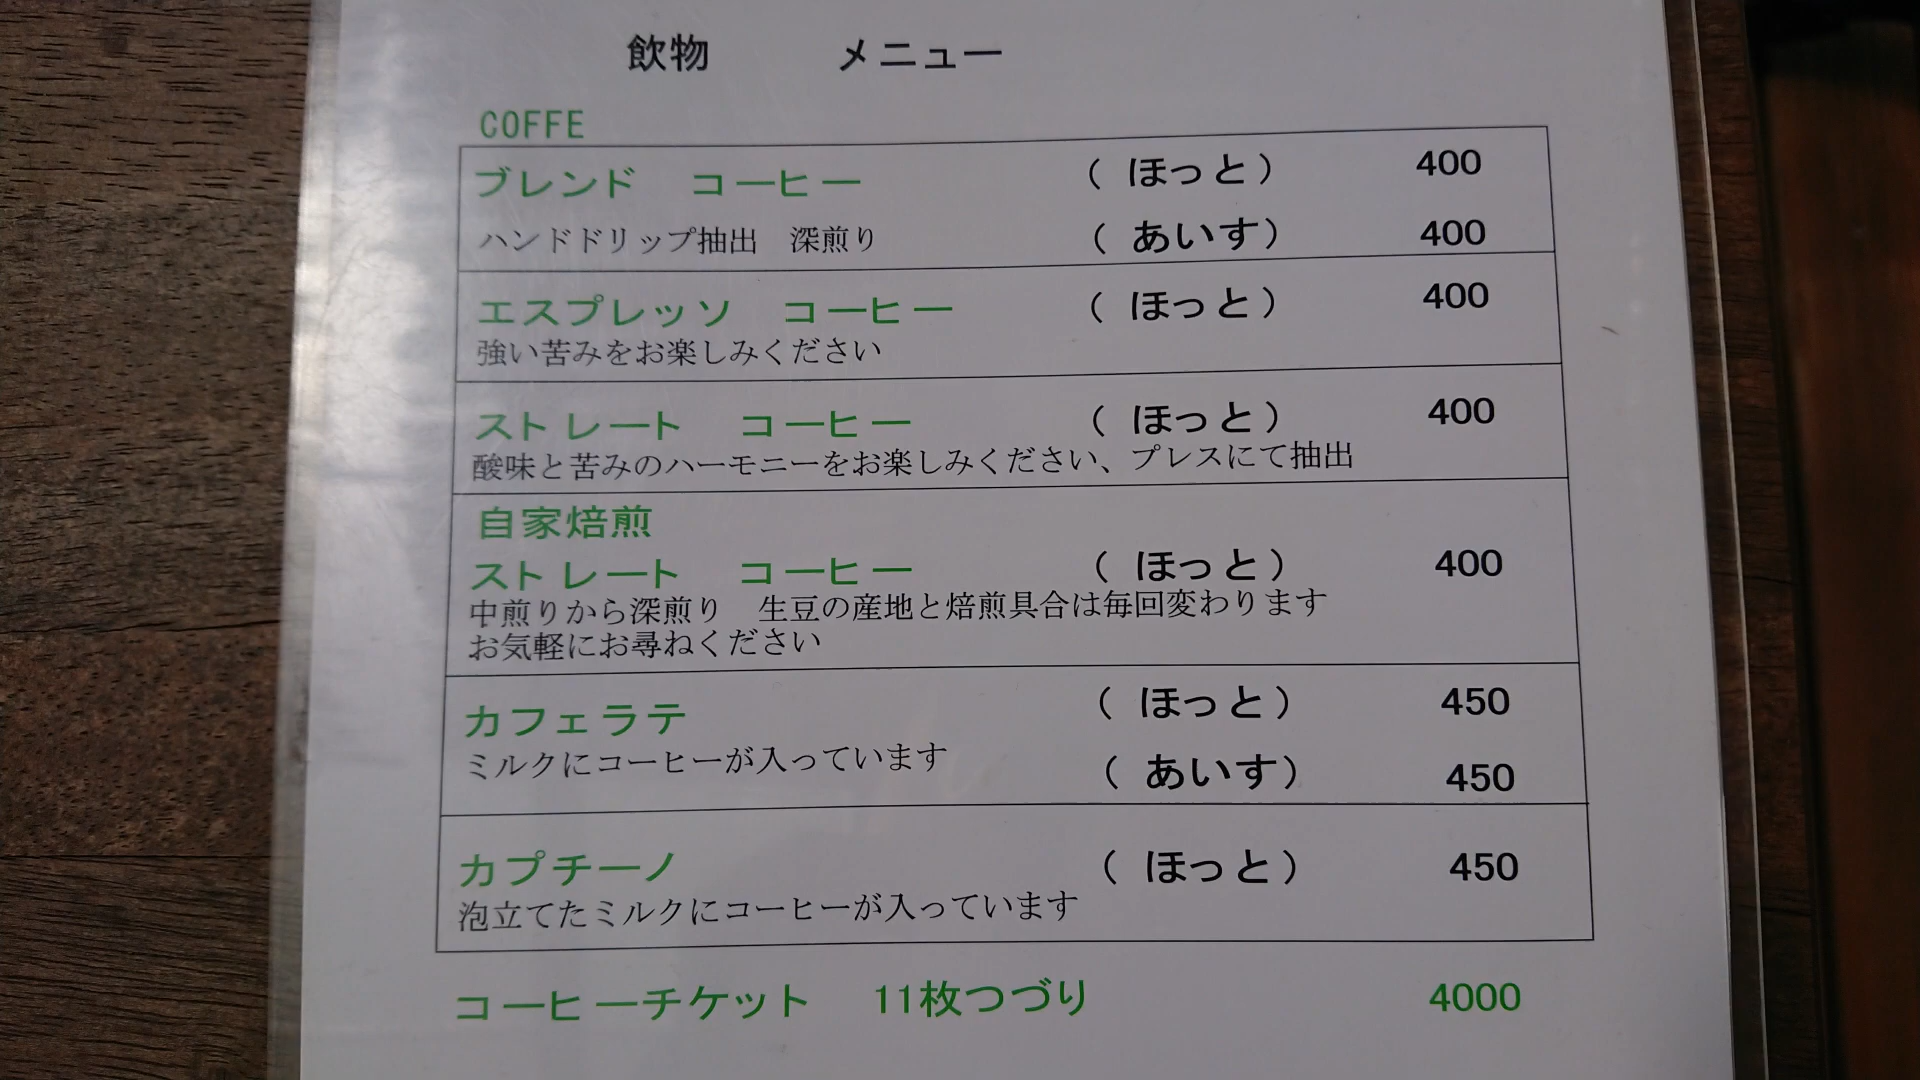 飲物 メニュー
COFFE
ブレンド コーヒー ( ほっと) 400
ハンドドリップ抽出 深煎り ( あいす) 400
エスプレッソ コーヒー ( ほっと) 400
強い苦みをお楽しみください
ストレート コーヒー ( ほっと) 400
酸味と苦みのハーモニーをお楽しみください、プレスにて抽出
自家焙煎
ストレート コーヒー ( ほっと) 400
中煎りから深煎り 生豆の産地と焙煎具合は毎回変わります
お気軽にお尋ねください
カフェラテ ( ほっと) 450
ミルクにコーヒーが入っています ( あいす) 450
カプチーノ ( ほっと) 450
泡立てたミルクにコーヒーが入っています
コーヒーチケット 11枚つづり 4000